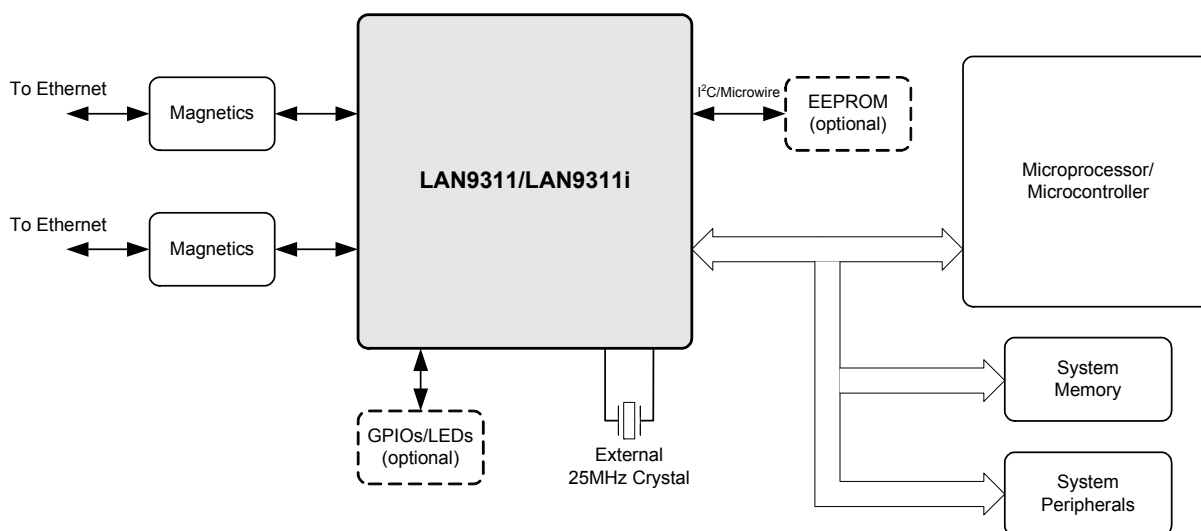 To Ethernet
Magnetics
To Ethernet
Magnetics
LAN9311/LAN9311i
I²C/Microwire
EEPROM
(optional)
Microprocessor/
Microcontroller
GPIOs/LEDs
(optional)
External
25MHz Crystal
System
Memory
System
Peripherals